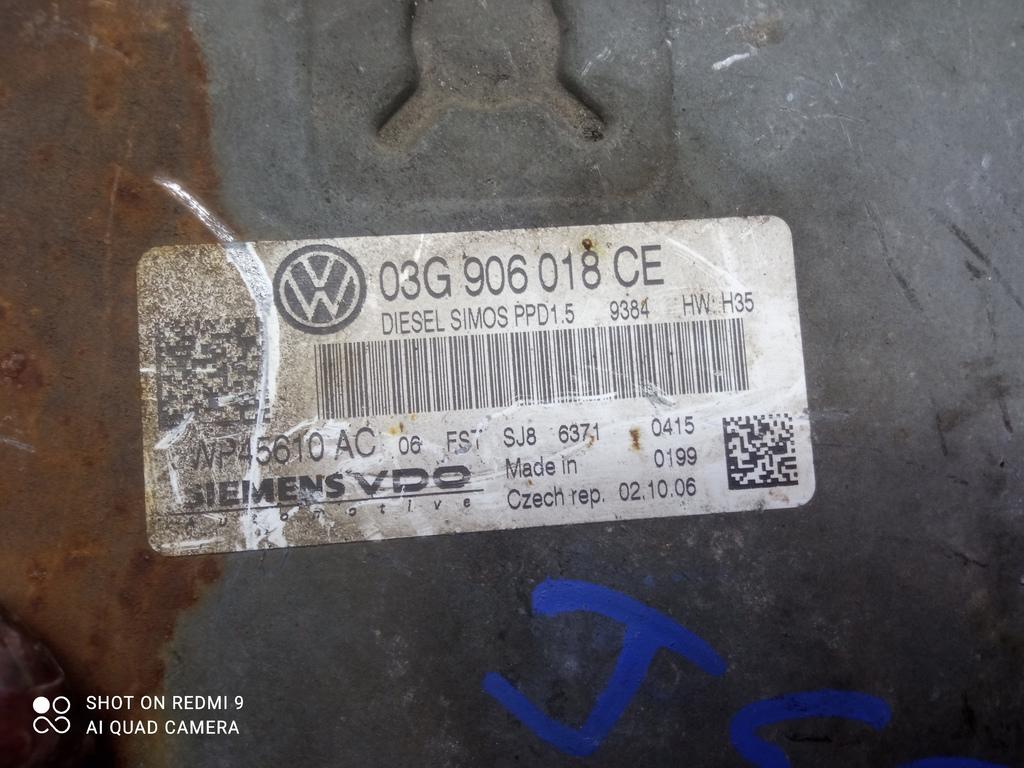 03G 906 018 CE
DIESEL SIMOS PPD1.5 9384 HW: H35
WP45610 AC 06 FST SJ8 6371 0415
Made in 0199
SIEMENS VDO
Automotive
Czech rep. 02.10.06
SHOT ON REDMI 9
AI QUAD CAMERA